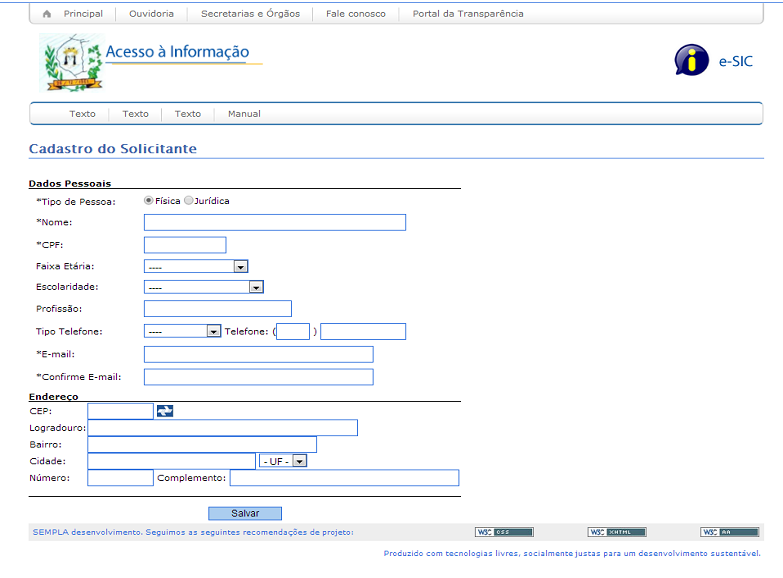 Principal Ouvidoria Secretarias e Órgãos Fale conosco Portal da Transparência
Acesso à Informação
i e-SIC
Texto Texto Texto Manual
Cadastro do Solicitante
Dados Pessoais
*Tipo de Pessoa: Física Jurídica
*Nome:
*CPF:
Faixa Etária: ----
Escolaridade: ----
Profissão:
Tipo Telefone: ---- Telefone: ( )
*E-mail:
*Confirme E-mail:
Endereço
CEP:
Logradouro:
Bairro:
Cidade: - UF -
Número: Complemento:
Salvar
SEMPLA desenvolvimento. Seguimos as seguintes recomendações de projeto: W3C CSS W3C XHTML W3C AA
Produzido com tecnologias livres, socialmente justas para um desenvolvimento sustentável.